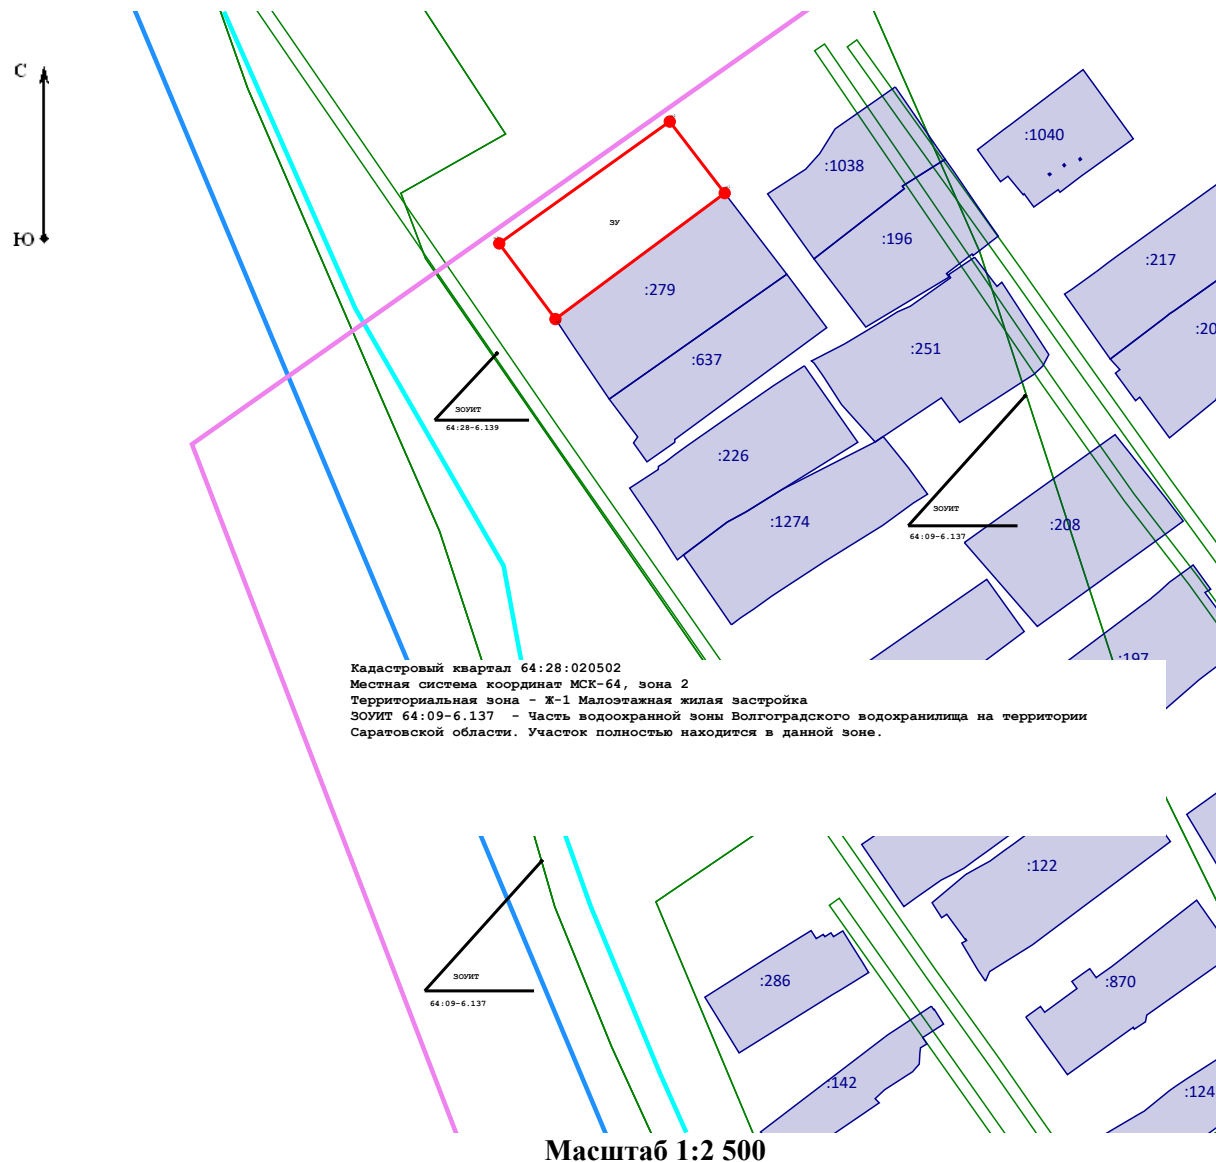 С
Ю
:1040
:1038
:196
:217
зу
:279
:20
:251
:637
ЗОУИТ
64:28-6.139
:226
:1274
ЗОУИТ
64:09-6.137
:208
:197
Кадастровый квартал 64:28:020502
Местная система координат МСК-64, зона 2
Территориальная зона - Ж-1 Малоэтажная жилая застройка
ЗОУИТ 64:09-6.137 - Часть водоохранной зоны Волгоградского водохранилища на территории
Саратовской области. Участок полностью находится в данной зоне.
:122
ЗОУИТ
64:09-6.137
:286
:870
:142
:124
Масштаб 1:2 500